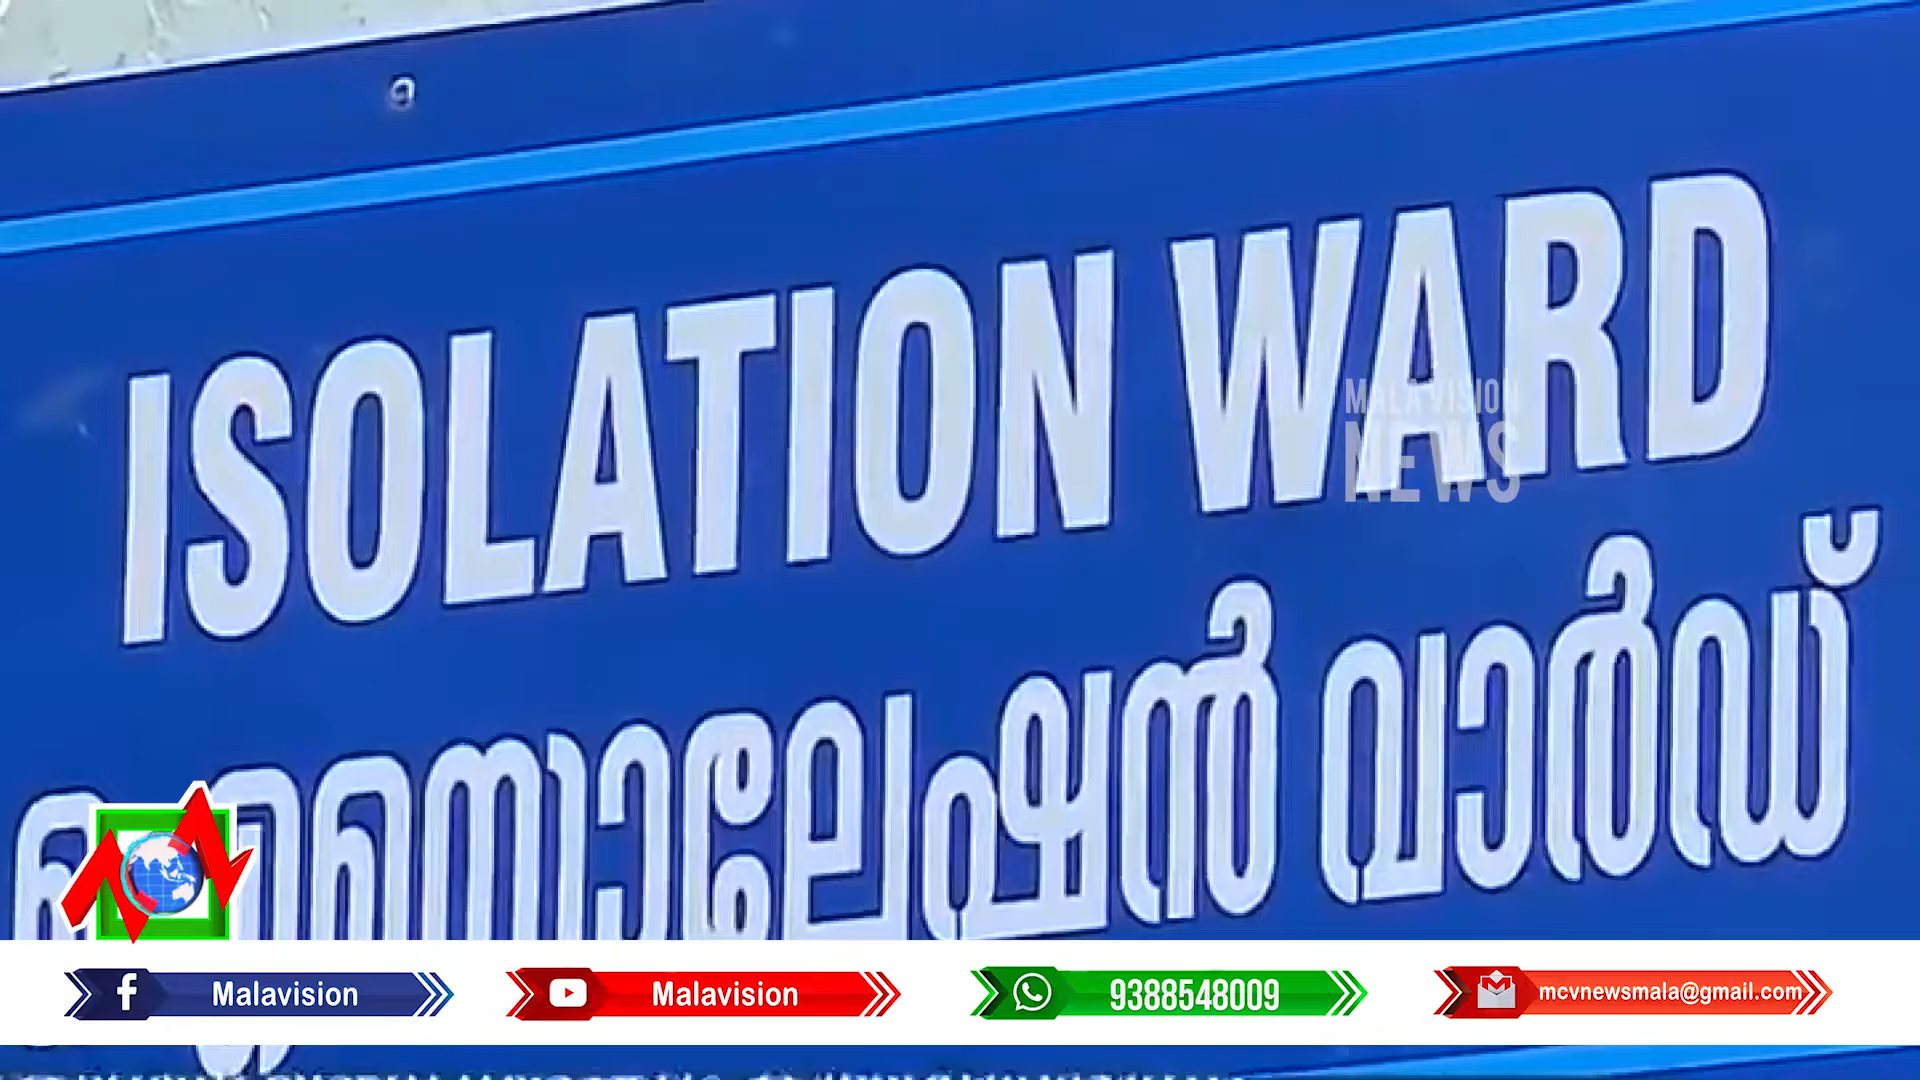 ISOLATION WARD
MALA VISION
NEWS
ഐസൊലേഷൻ വാർഡ്
Malavision
Malavision
9388548009
mcvnewsmala@gmail.com